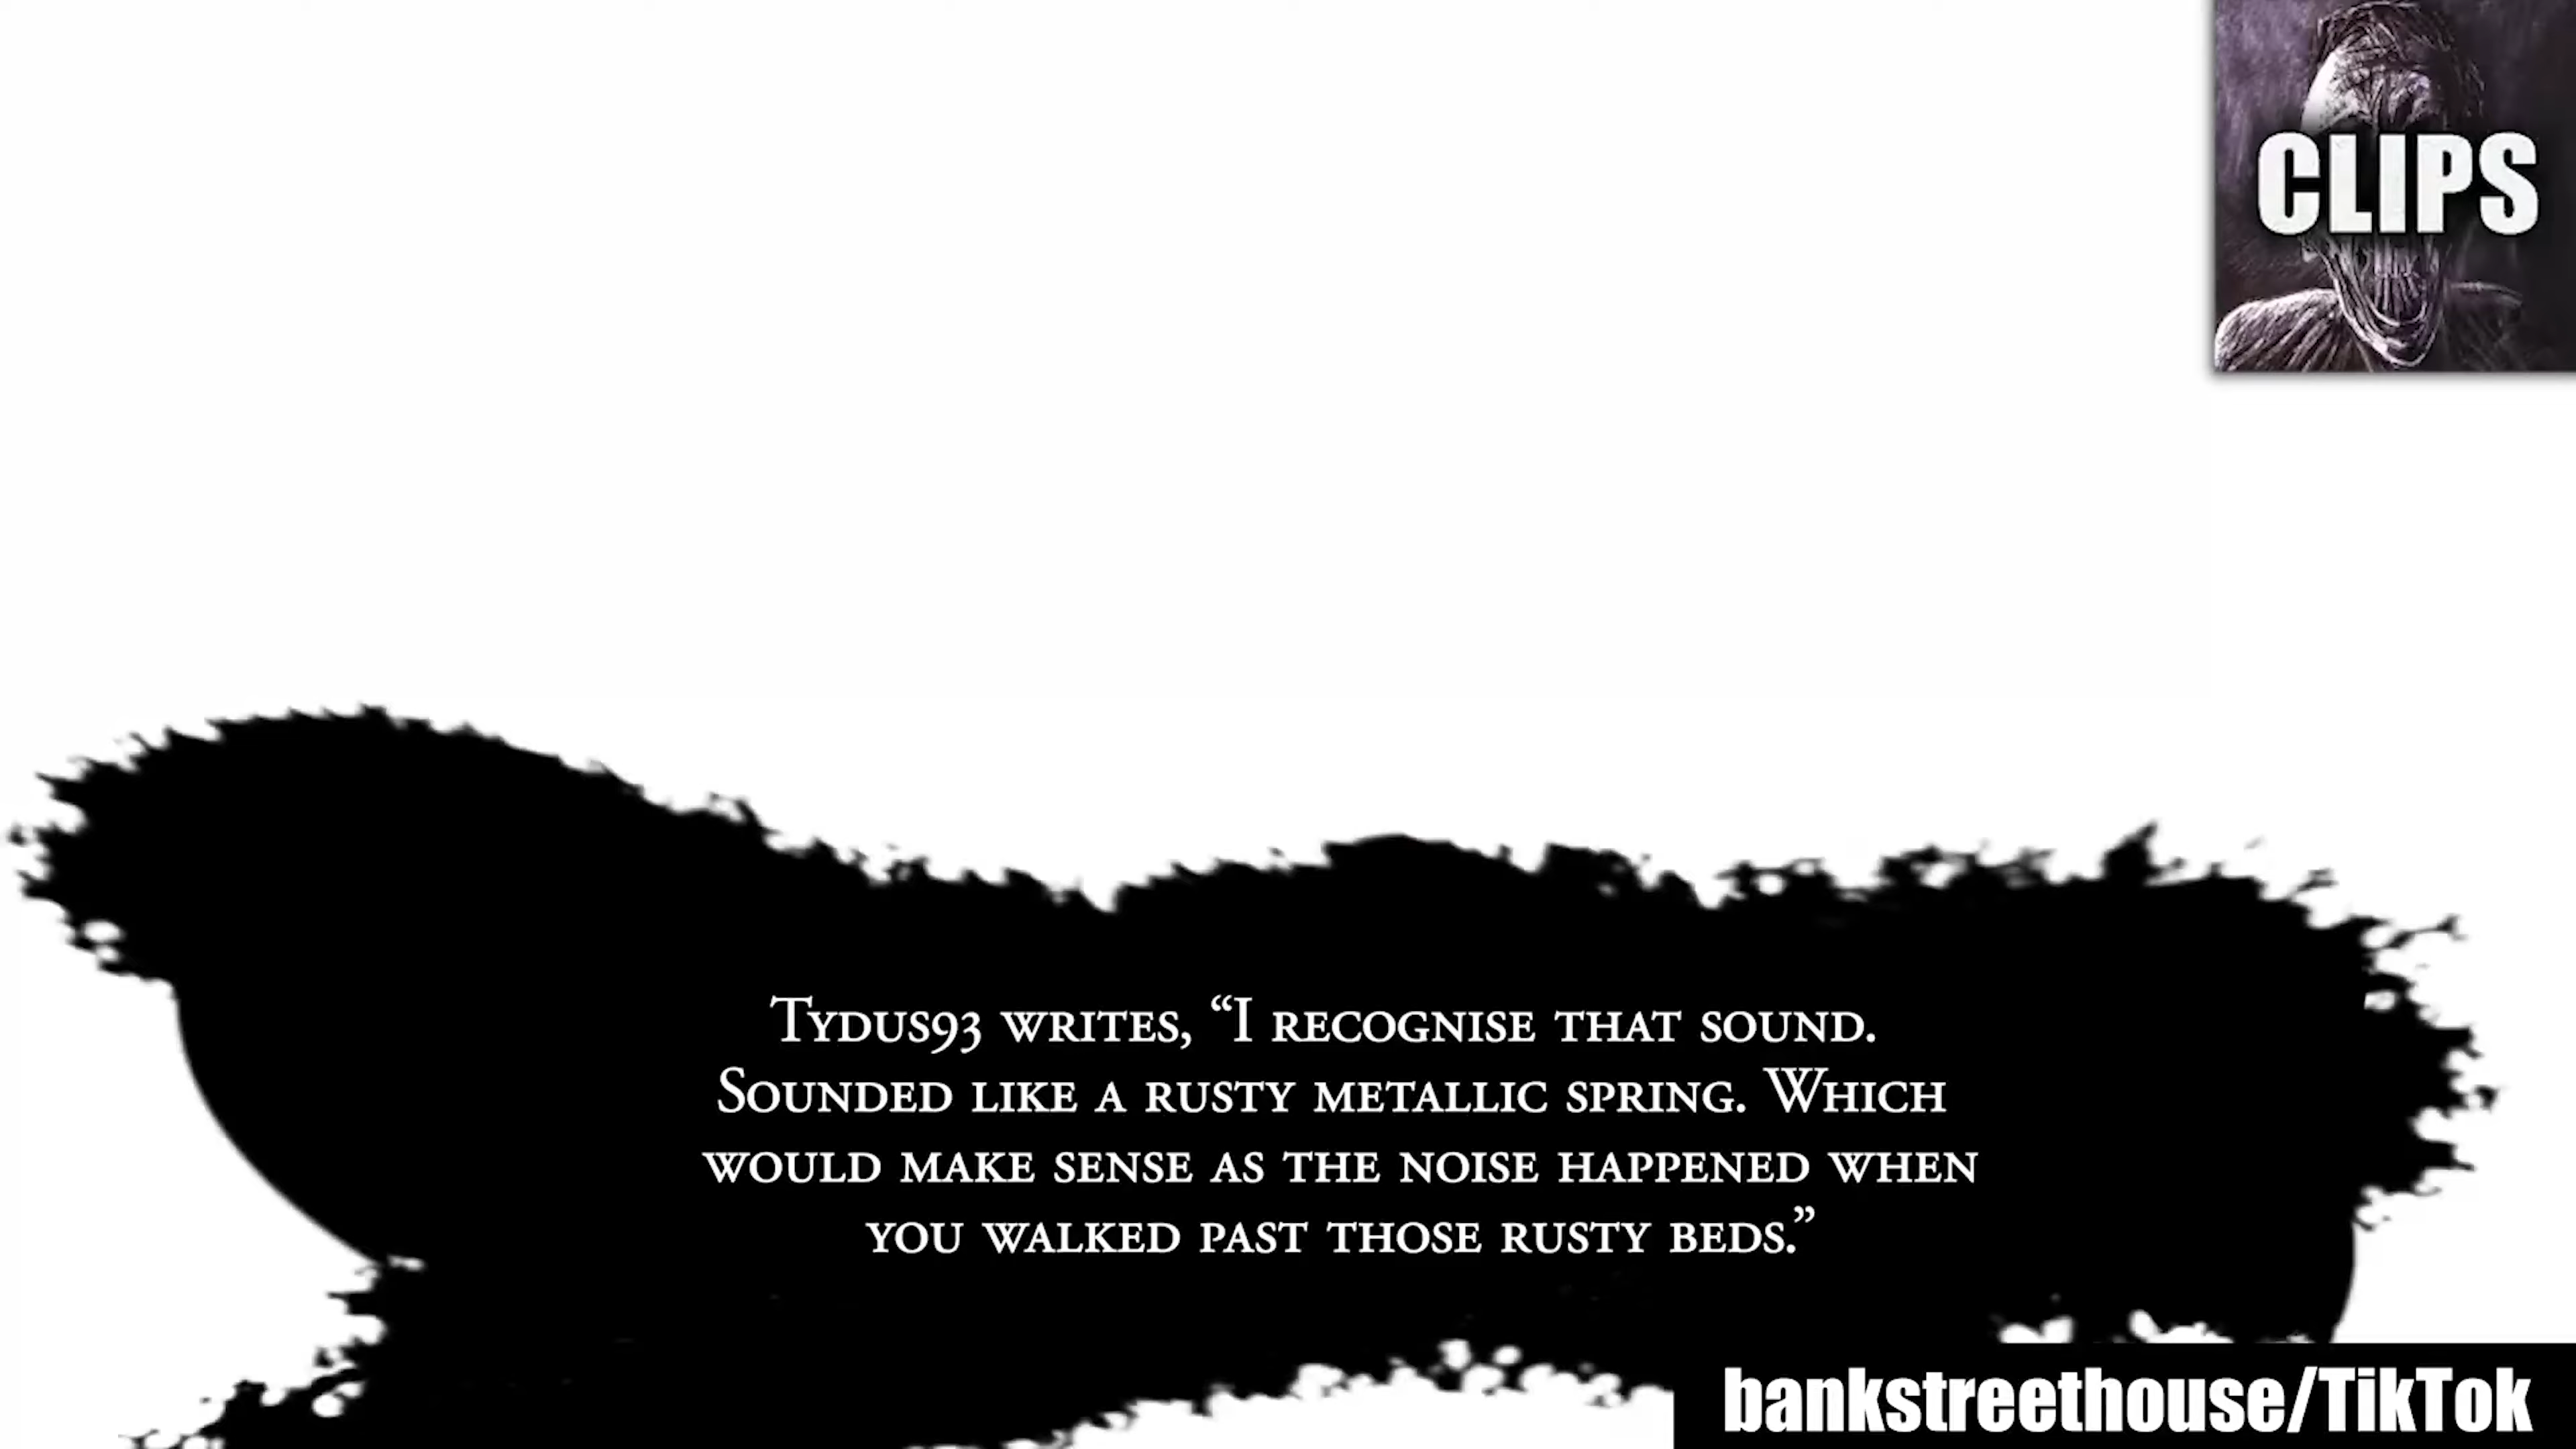 CLIPS
Tydus93 writes, “I recognise that sound.
Sounded like a rusty metallic spring. Which
would make sense as the noise happened when
you walked past those rusty beds.”
bankstreethouse/TikTok